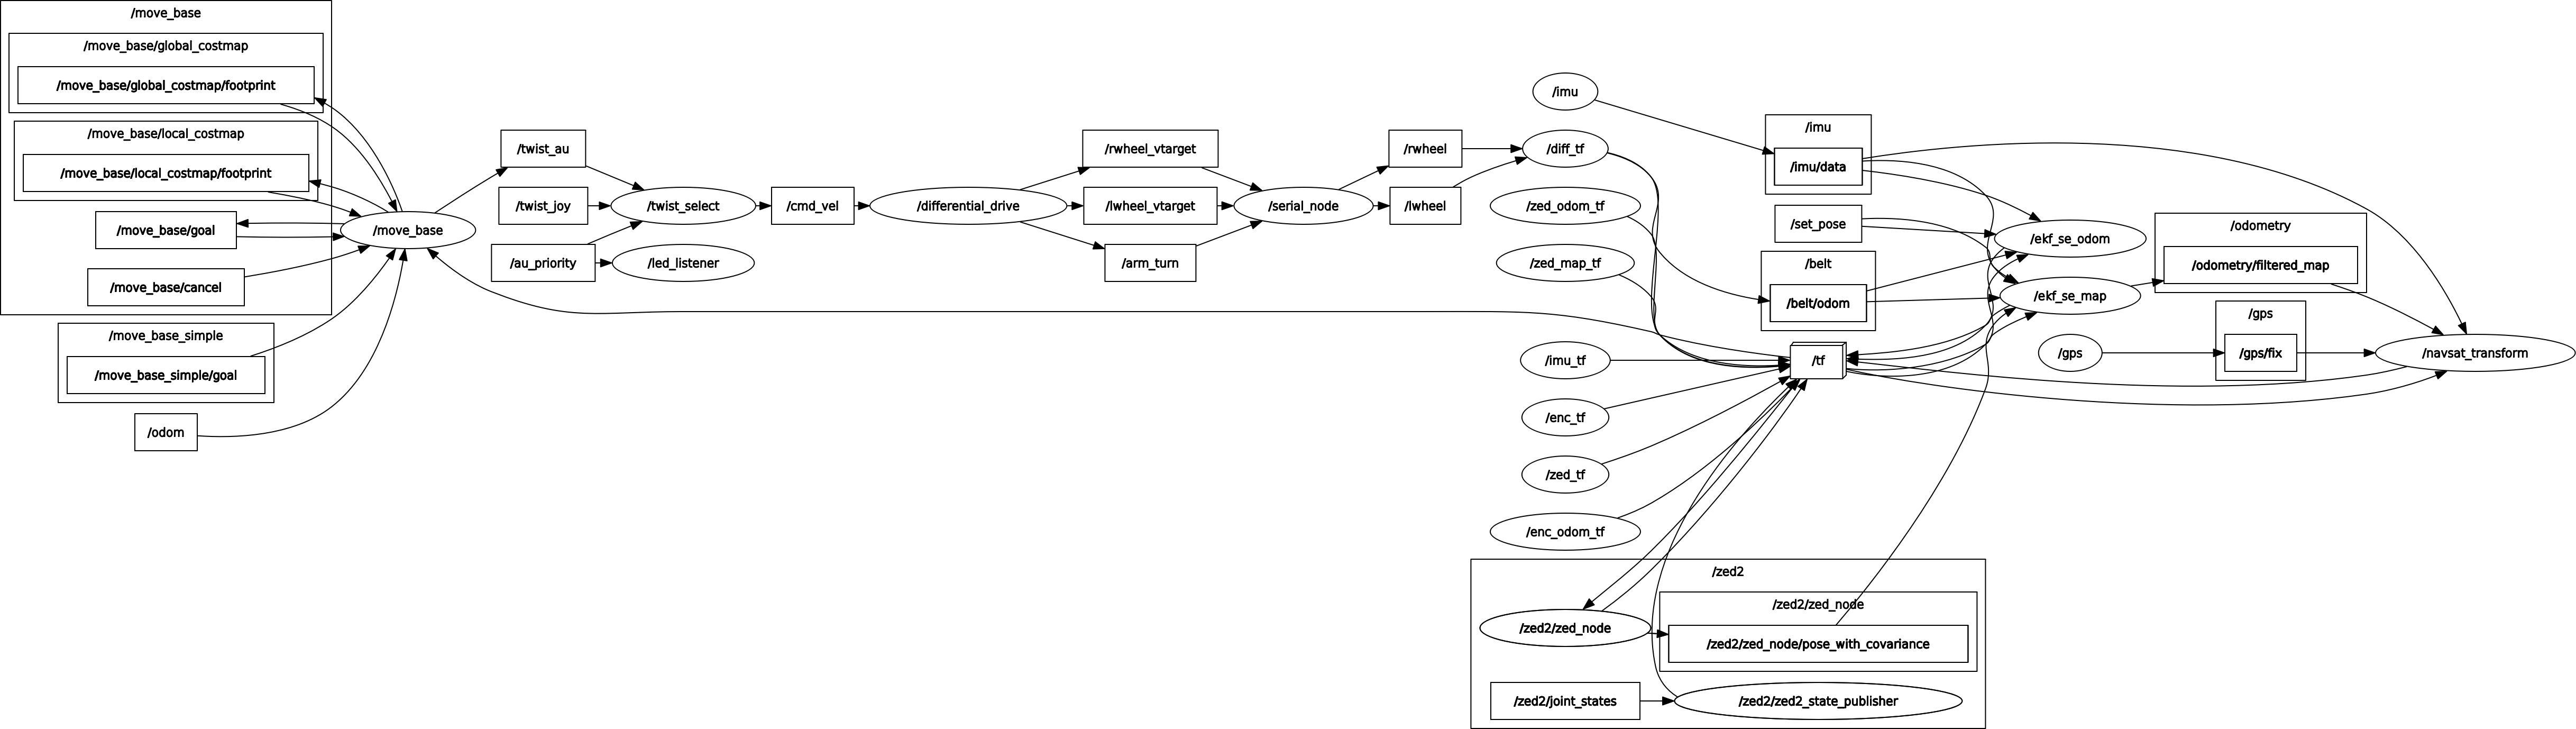 /move_base
/move_base/global_costmap
/move_base/global_costmap/footprint
/move_base/local_costmap
/move_base/local_costmap/footprint
/move_base/goal
/move_base/cancel
/move_base_simple
/move_base_simple/goal
/odom
/move_base
/twist_au
/twist_joy
/au_priority
/twist_select
/led_listener
/cmd_vel
/differential_drive
/rwheel_vtarget
/lwheel_vtarget
/arm_turn
/serial_node
/rwheel
/lwheel
/imu
/diff_tf
/zed_odom_tf
/zed_map_tf
/imu_tf
/enc_tf
/zed_tf
/enc_odom_tf
/imu
/imu/data
/set_pose
/belt
/belt/odom
/tf
/zed2
/zed2/zed_node
/zed2/zed_node
/zed2/zed_node/pose_with_covariance
/zed2/joint_states
/zed2/zed2_state_publisher
/ekf_se_odom
/ekf_se_map
/gps
/odometry
/odometry/filtered_map
/gps
/gps/fix
/navsat_transform